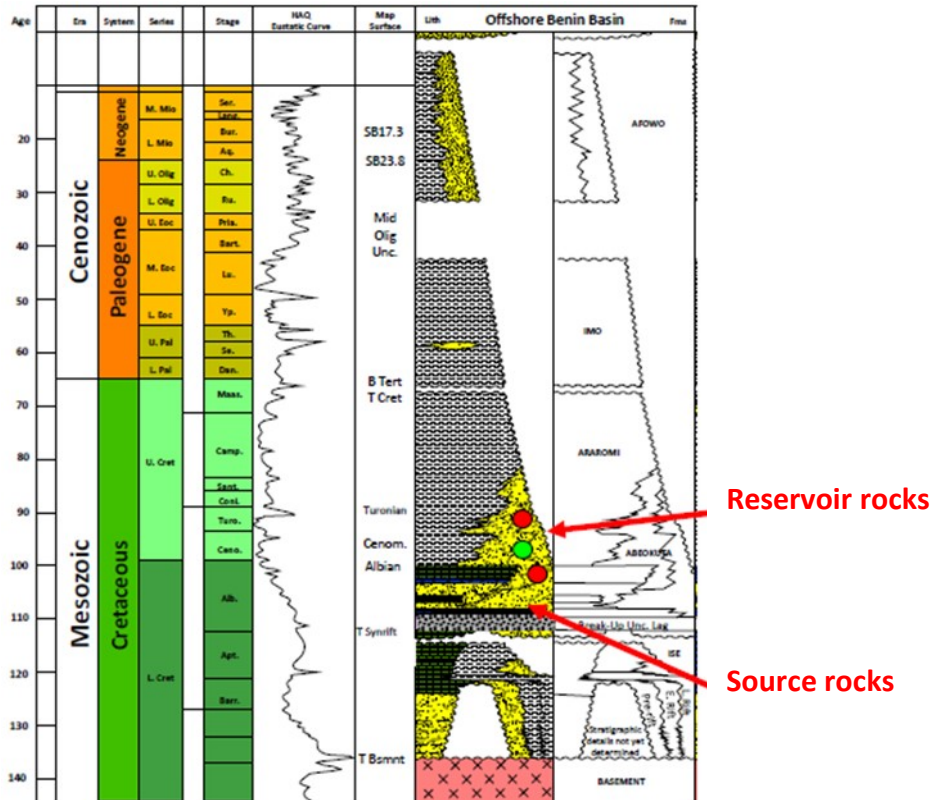 Age
Era
System
Series
Stage
NAQ
Eustatic Curve
Map
Surface
Lith
Offshore Benin Basin
Fms
20
30
40
50
60
70
80
90
100
110
120
130
140
Cenozoic
Mesozoic
Neogene
Paleogene
Cretaceous
M. Mio
L. Mio
U. Olig
L. Olig
U. Eoc
M. Eoc
L. Eoc
U. Pal
L. Pal
U. Cret
L. Cret
Ser.
Lang.
Bur.
Aq.
Ch.
Ru.
Pria.
Bart.
Lu.
Yp.
Th.
Se.
Dan.
Maas.
Camp.
Sant.
Coni.
Turo.
Ceno.
Alb.
Apt.
Barr.
SB17.3
SB23.8
Mid
Olig
Unc.
B Tert
T Cret
Turonian
Cenom.
Albian
T Synrift
T Bsmnt
AFOWO
IMO
ARAROMI
ABEOKUTA
Break-Up Unc. Lag
ISE
Stratigraphic
details not yet
determined
BASEMENT
Reservoir rocks
Source rocks